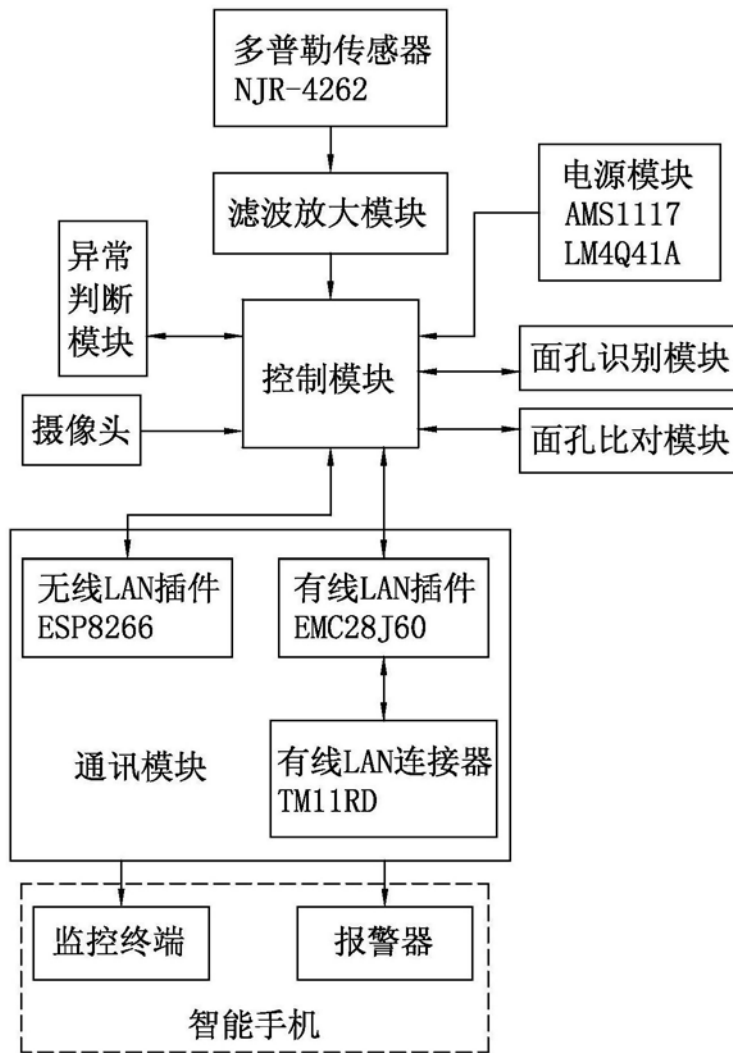 多普勒传感器
NJR-4262
滤波放大模块
电源模块
AMS1117
LM4Q41A
异常
判断
模块
控制模块
面孔识别模块
摄像头
面孔比对模块
无线LAN插件
ESP8266
有线LAN插件
EMC28J60
通讯模块
有线LAN连接器
TM11RD
监控终端
报警器
智能手机